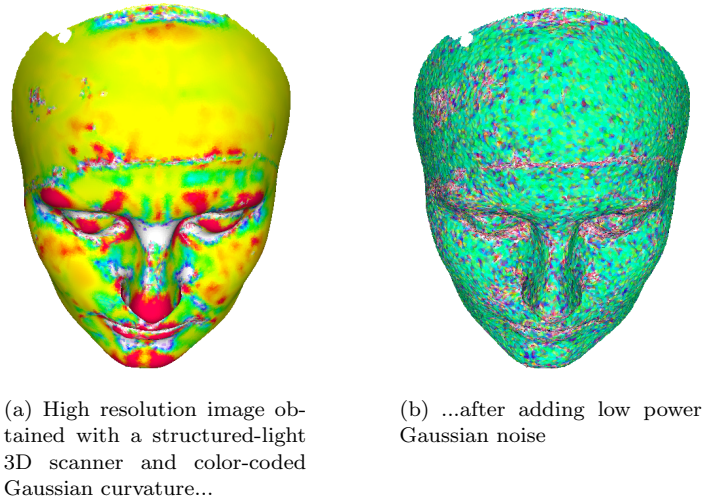 (a) High resolution image ob-
tained with a structured-light
3D scanner and color-coded
Gaussian curvature...
(b) ...after adding low power
Gaussian noise